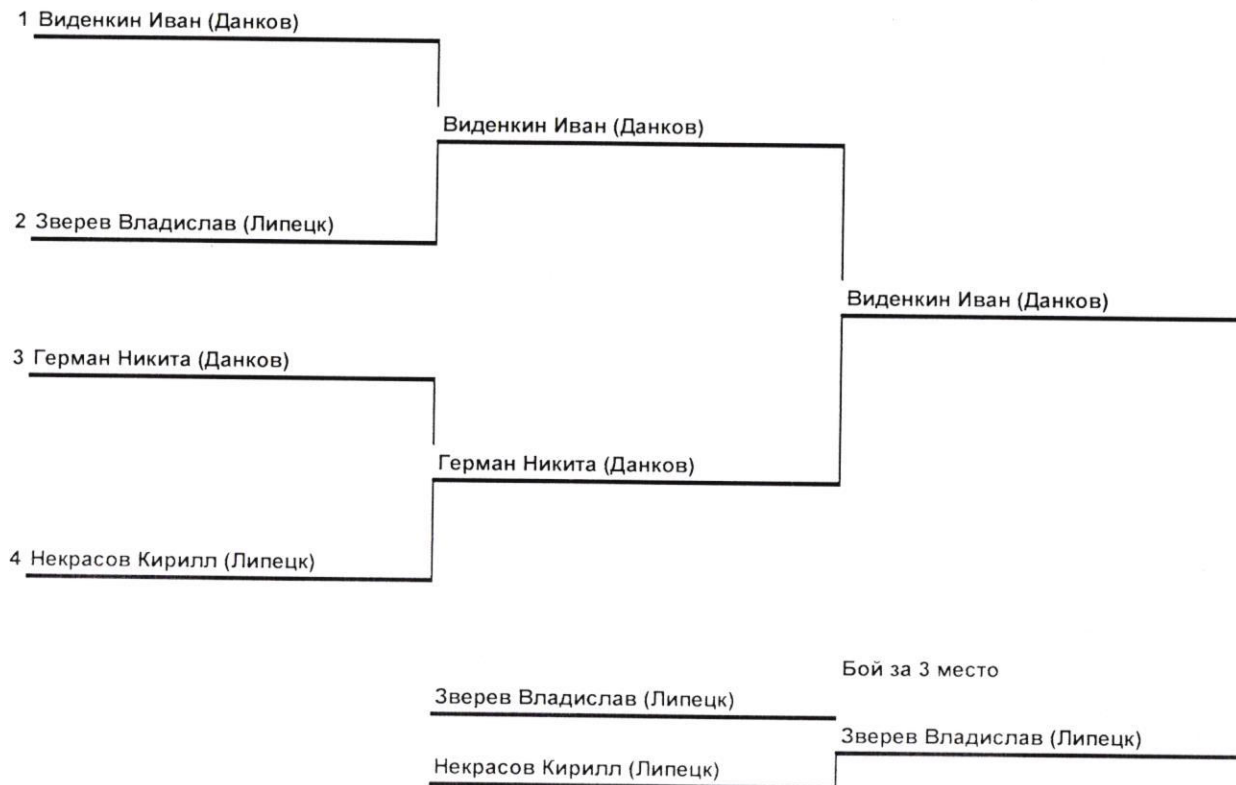 1 Виденкин Иван (Данков)
Виденкин Иван (Данков)
2 Зверев Владислав (Липецк)
Виденкин Иван (Данков)
3 Герман Никита (Данков)
Герман Никита (Данков)
4 Некрасов Кирилл (Липецк)
Бой за 3 место
Зверев Владислав (Липецк)
Зверев Владислав (Липецк)
Некрасов Кирилл (Липецк)